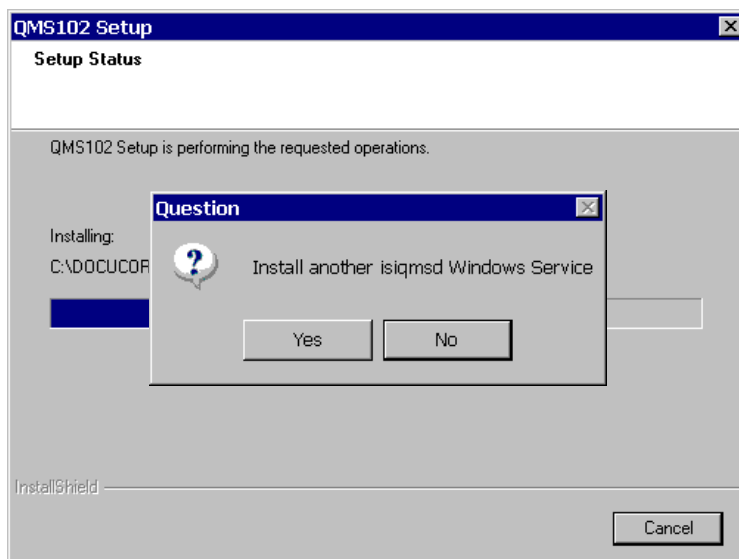 QMS102 Setup
Setup Status
QMS102 Setup is performing the requested operations.
Question
Installing:
Install another isiqmsd Windows Service
C:\DOCUCOR
Yes
No
InstallShield
Cancel